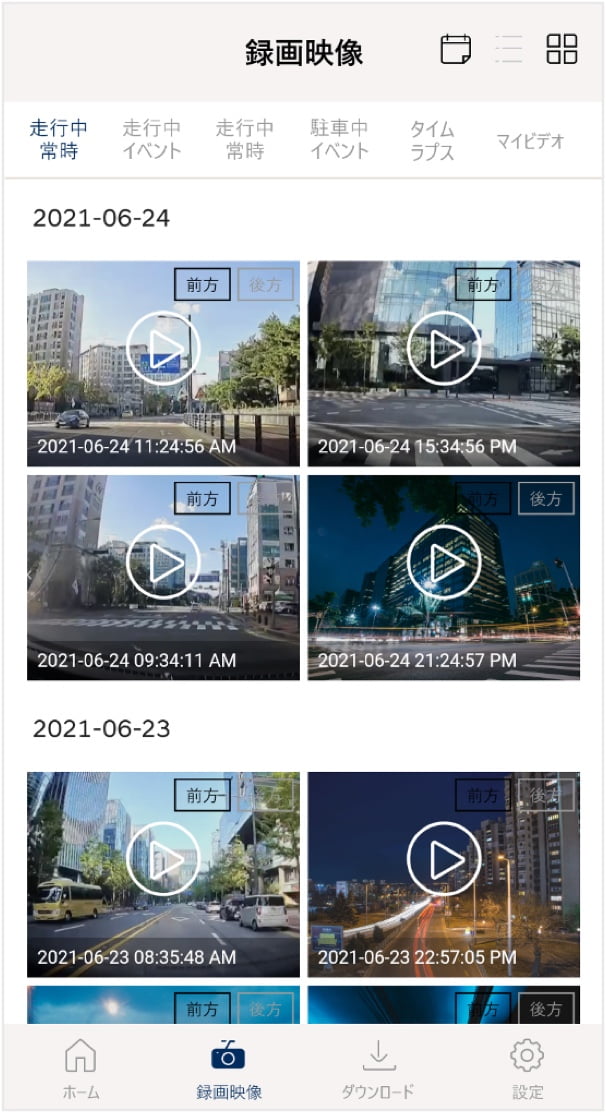 録画映像
走行中
常時
走行中
イベント
走行中
常時
駐車中
イベント
タイム
ラプス
マイビデオ
2021-06-24
前方 後方
2021-06-24 11:24:56 AM
前方 後方
2021-06-24 15:34:56 PM
前方 後方
2021-06-24 09:34:11 AM
前方 後方
2021-06-24 21:24:57 PM
2021-06-23
前方 後方
2021-06-23 08:35:48 AM
前方 後方
2021-06-23 22:57:05 PM
前方 後方
前方 後方
ホーム
録画映像
ダウンロード
設定